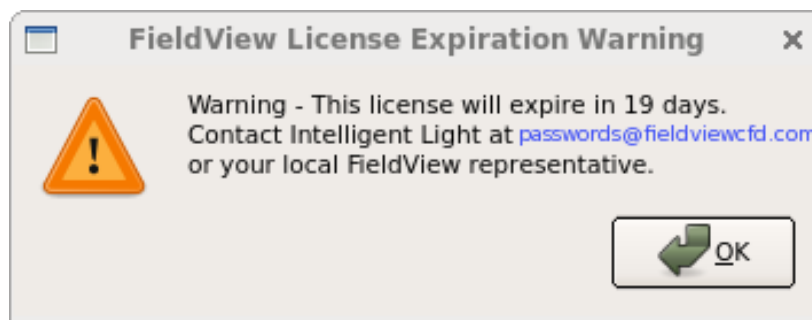 FieldView License Expiration Warning
Warning - This license will expire in 19 days.
Contact Intelligent Light at passwords@fieldviewcfd.com
or your local FieldView representative.
OK